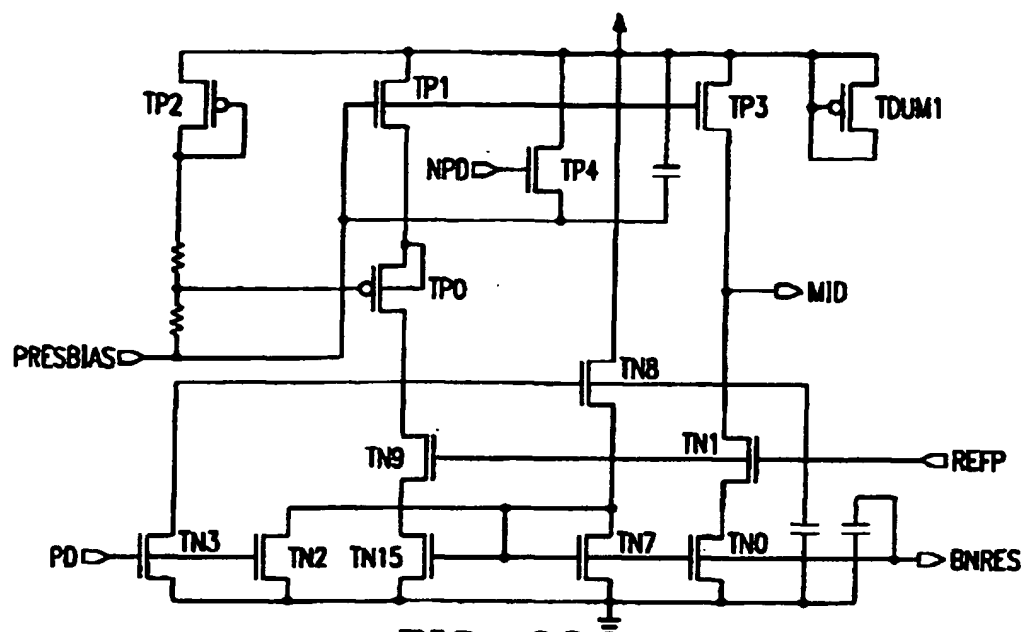 TP2
TP1
TP3
TDUM1
NPD
TP4
TP0
MID
PRESBIAS
TN8
TN9
TN1
REFP
PD
TN3
TN2
TN15
TN7
TN0
BNRES